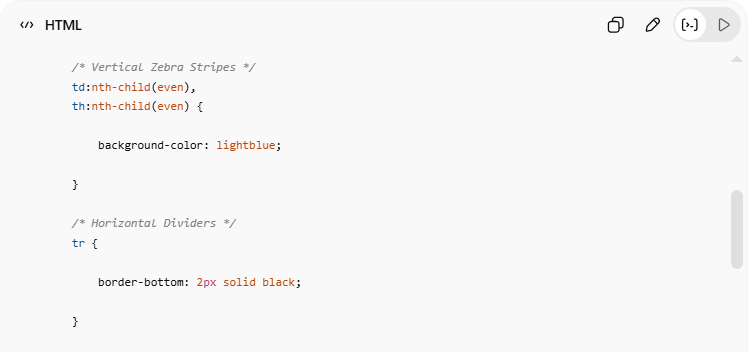 HTML
/* Vertical Zebra Stripes */
td:nth-child(even),
th:nth-child(even) {
background-color: lightblue;
}
/* Horizontal Dividers */
tr {
border-bottom: 2px solid black;
}